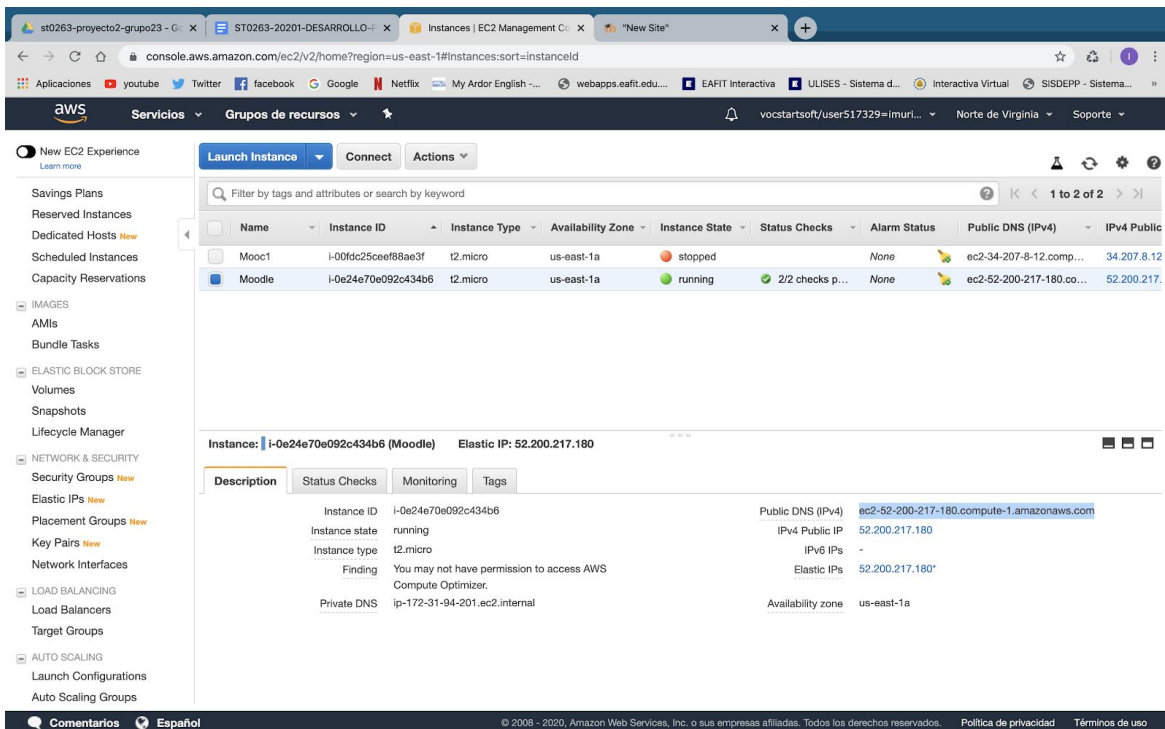 st0263-proyecto2-grupo23 - Go
ST0263-20201-DESARROLLO-P
Instances | EC2 Management Co
"New Site"
console.aws.amazon.com/ec2/v2/home?region=us-east-1#Instances:sort=instanceId
Aplicaciones youtube Twitter facebook Google Netflix My Ardor English -... webapps.eafit.edu.... EAFIT Interactiva ULISES - Sistema d... Interactiva Virtual SISDEPP - Sistema... »
aws Servicios Grupos de recursos vocstartsoft/user517329=imuri... Norte de Virginia Soporte
New EC2 Experience
Learn more
Savings Plans
Reserved Instances
Dedicated Hosts New
Scheduled Instances
Capacity Reservations
IMAGES
AMIs
Bundle Tasks
ELASTIC BLOCK STORE
Volumes
Snapshots
Lifecycle Manager
NETWORK & SECURITY
Security Groups New
Elastic IPs New
Placement Groups New
Key Pairs New
Network Interfaces
LOAD BALANCING
Load Balancers
Target Groups
AUTO SCALING
Launch Configurations
Auto Scaling Groups
Launch Instance Connect Actions
Filter by tags and attributes or search by keyword 1 to 2 of 2
Name Instance ID Instance Type Availability Zone Instance State Status Checks Alarm Status Public DNS (IPv4) IPv4 Public
Mooc1 i-00fdc25ceef88ae3f t2.micro us-east-1a stopped None ec2-34-207-8-12.comp... 34.207.8.12
Moodle i-0e24e70e092c434b6 t2.micro us-east-1a running 2/2 checks p... None ec2-52-200-217-180.co... 52.200.217.
Instance: i-0e24e70e092c434b6 (Moodle) Elastic IP: 52.200.217.180
Description Status Checks Monitoring Tags
Instance ID i-0e24e70e092c434b6 Public DNS (IPv4) ec2-52-200-217-180.compute-1.amazonaws.com
Instance state running IPv4 Public IP 52.200.217.180
Instance type t2.micro IPv6 IPs -
Finding You may not have permission to access AWS Elastic IPs 52.200.217.180*
Compute Optimizer.
Private DNS ip-172-31-94-201.ec2.internal Availability zone us-east-1a
Comentarios Español © 2008 - 2020, Amazon Web Services, Inc. o sus empresas afiliadas. Todos los derechos reservados. Política de privacidad Términos de uso